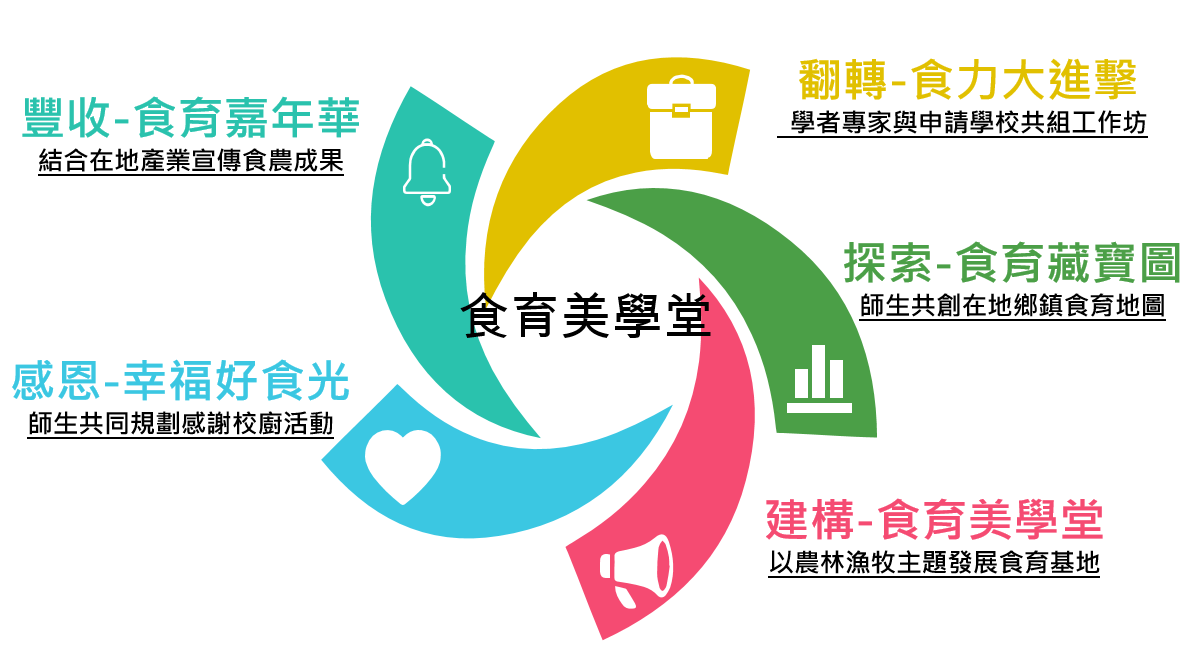 翻轉-食力大進擊
學者專家與申請學校共組工作坊
豐收-食育嘉年華
結合在地產業宣傳食農成果
探索-食育藏寶圖
師生共創在地鄉鎮食育地圖
食育美學堂
感恩-幸福好食光
師生共同規劃感謝校廚活動
建構-食育美學堂
以農林漁牧主題發展食育基地